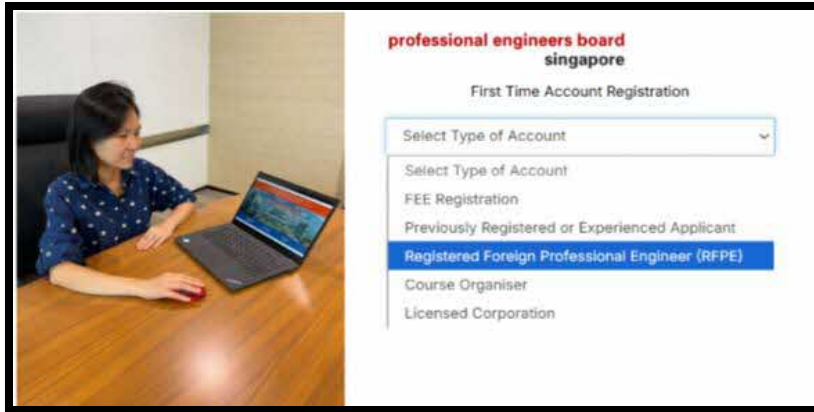 professional engineers board
singapore
First Time Account Registration
Select Type of Account
Select Type of Account
FEE Registration
Previously Registered or Experienced Applicant
Registered Foreign Professional Engineer (RFPE)
Course Organiser
Licensed Corporation